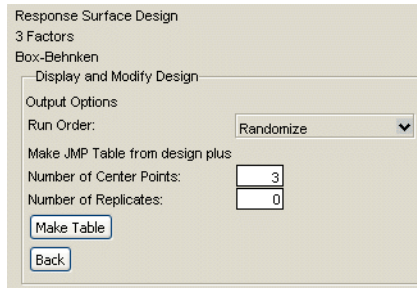 Response Surface Design
3 Factors
Box-Behnken
Display and Modify Design
Output Options
Run Order: Randomize
Make JMP Table from design plus
Number of Center Points: 3
Number of Replicates: 0
Make Table
Back